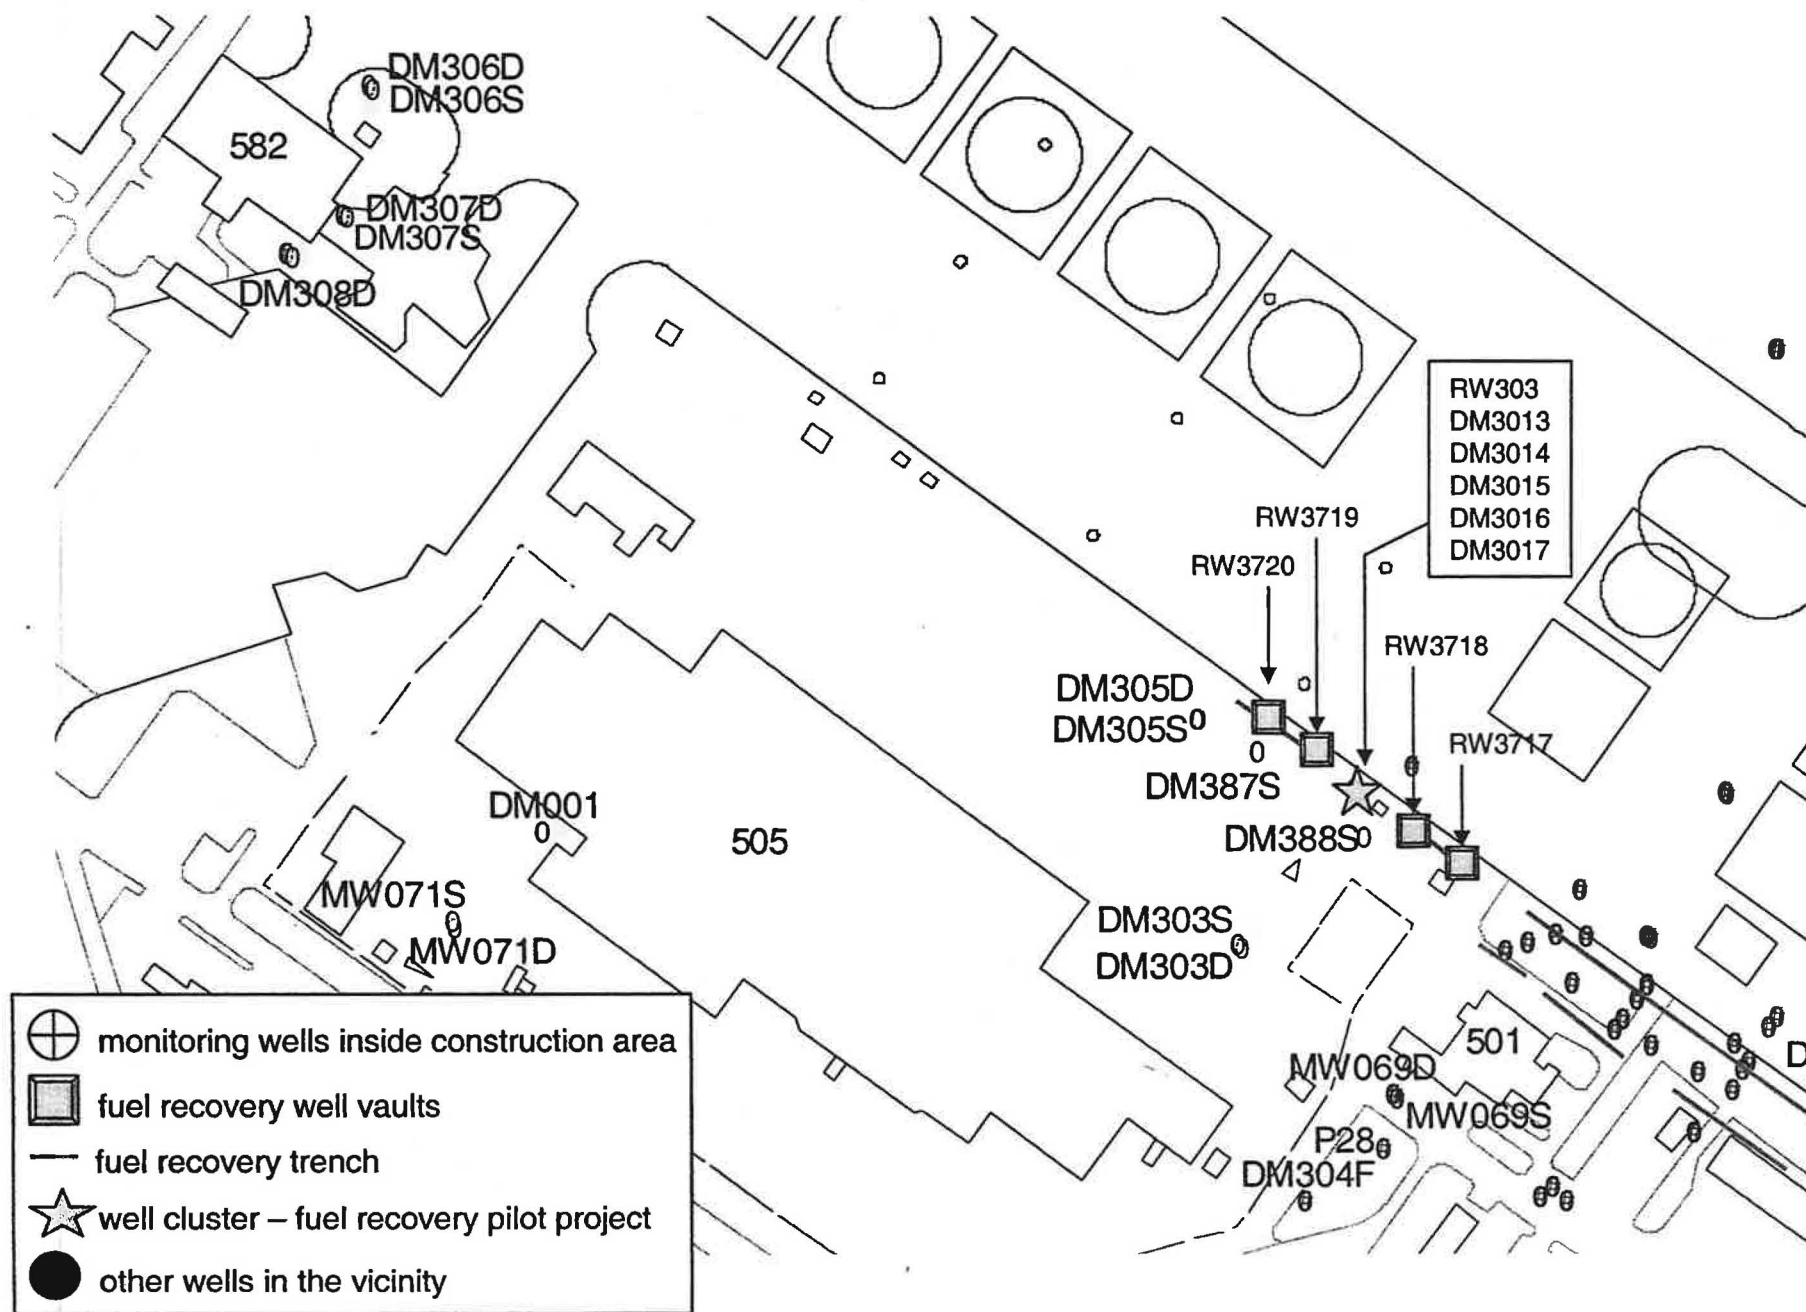 DM306D
DM306S
582
DM307D
DM307S
DM308D
RW303
DM3013
DM3014
DM3015
DM3016
DM3017
RW3719
RW3720
RW3718
RW3717
DM305D
DM305S
DM387S
DM388S
DM001
505
MW071S
MW071D
DM303S
DM303D
501
MW069D
MW069S
P28
DM304F
D
monitoring wells inside construction area
fuel recovery well vaults
fuel recovery trench
well cluster – fuel recovery pilot project
other wells in the vicinity